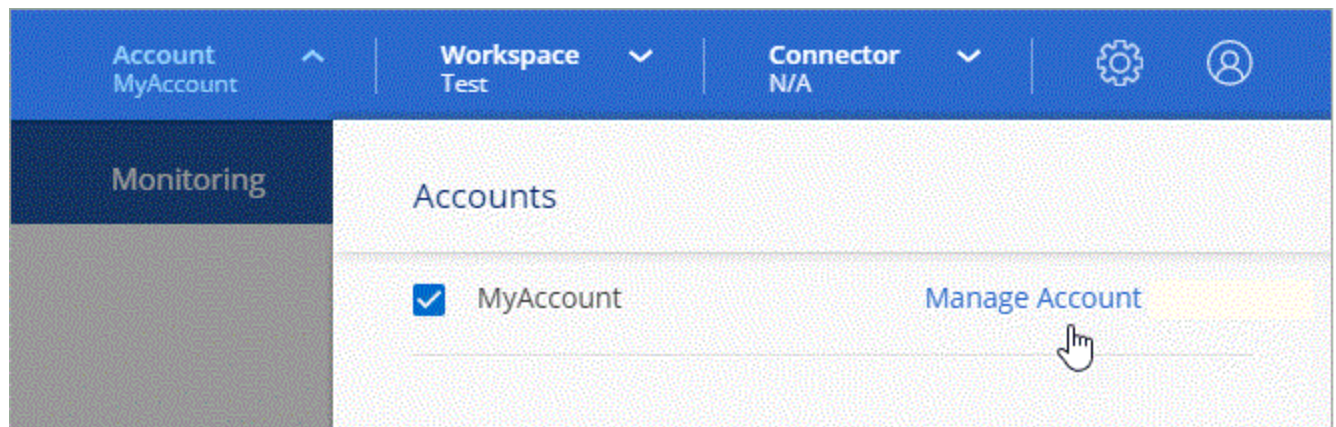 Account
MyAccount
Workspace
Test
Connector
N/A
Monitoring
Accounts
MyAccount
Manage Account